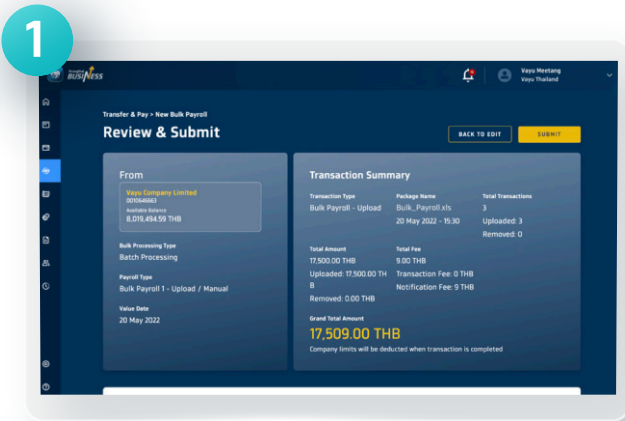 1
BUSINESS
Vayu Meetang
Vayu Thailand
Transfer & Pay > New Bulk Payroll
Review & Submit
BACK TO EDIT
SUBMIT
From
Vayu Company Limited
0010646663
Available Balance
8,019,494.59 THB
Bulk Processing Type
Batch Processing
Payroll Type
Bulk Payroll 1 - Upload / Manual
Value Date
20 May 2022
Transaction Summary
Transaction Type
Bulk Payroll - Upload
Package Name
Bulk_Payroll.xls
20 May 2022 - 15:30
Total Transactions
3
Uploaded: 3
Removed: 0
Total Amount
17,500.00 THB
Uploaded: 17,500.00 TH
B
Removed: 0.00 THB
Total Fee
9.00 THB
Transaction Fee: 0 THB
Notification Fee: 9 THB
Grand Total Amount
17,509.00 THB
Company limits will be deducted when transaction is completed